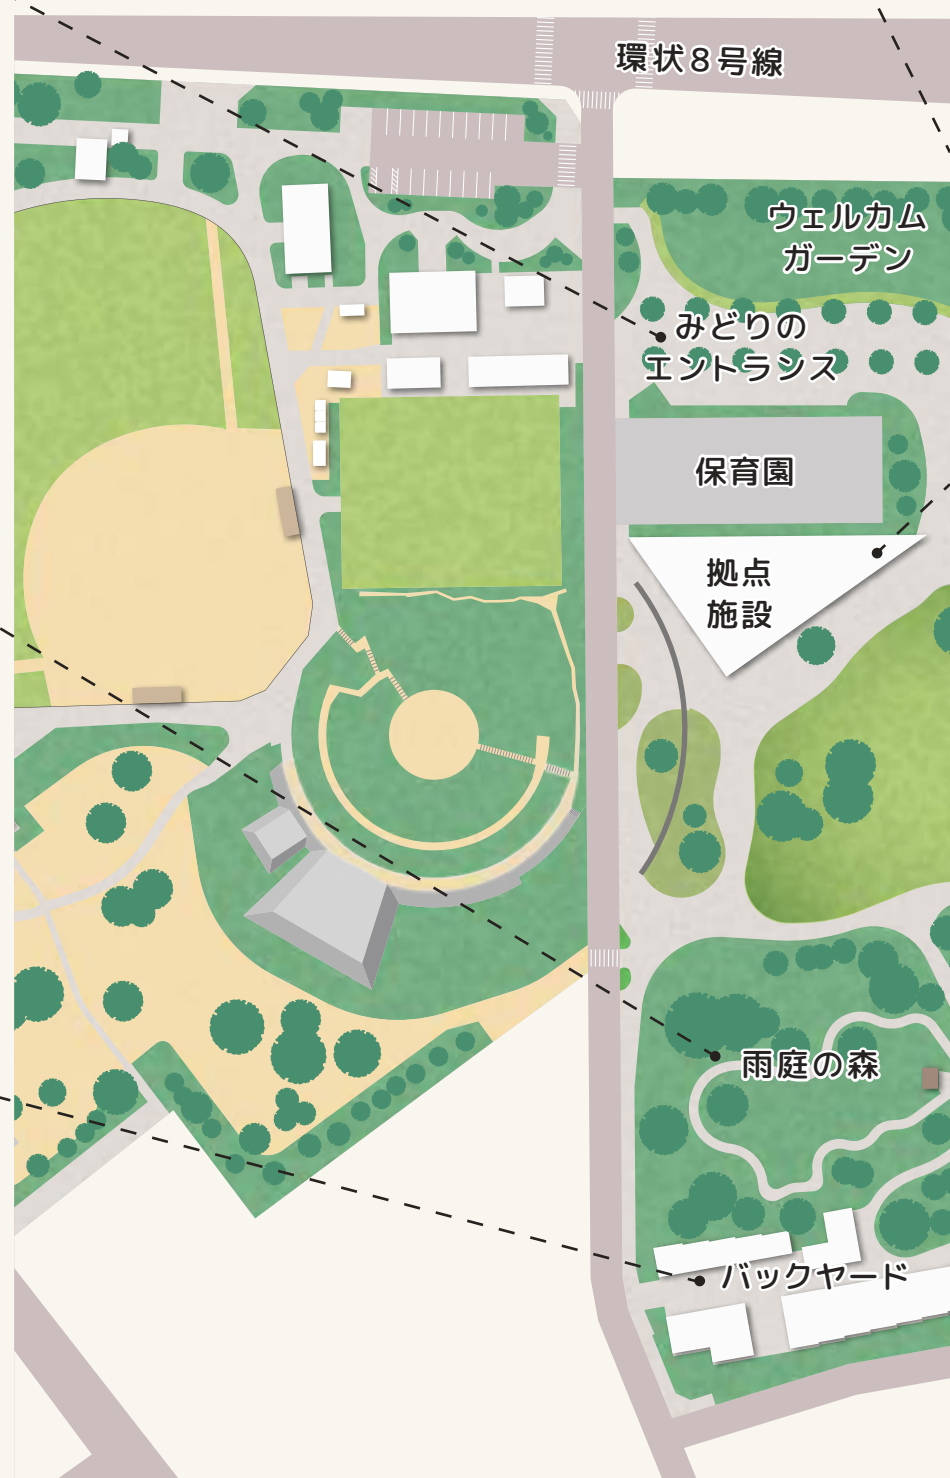 環状8号線
ウェルカム
ガーデン
みどりの
エントランス
保育園
拠点
施設
雨庭の森
バックヤード